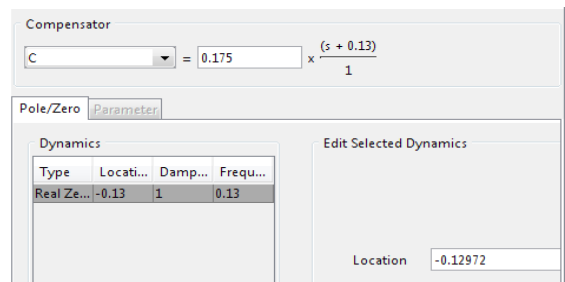 Compensator
C = 0.175 x (s + 0.13)
1
Pole/Zero Parameter
Dynamics
Type Locati... Damp... Frequ...
Real Ze... -0.13 1 0.13
Edit Selected Dynamics
Location -0.12972